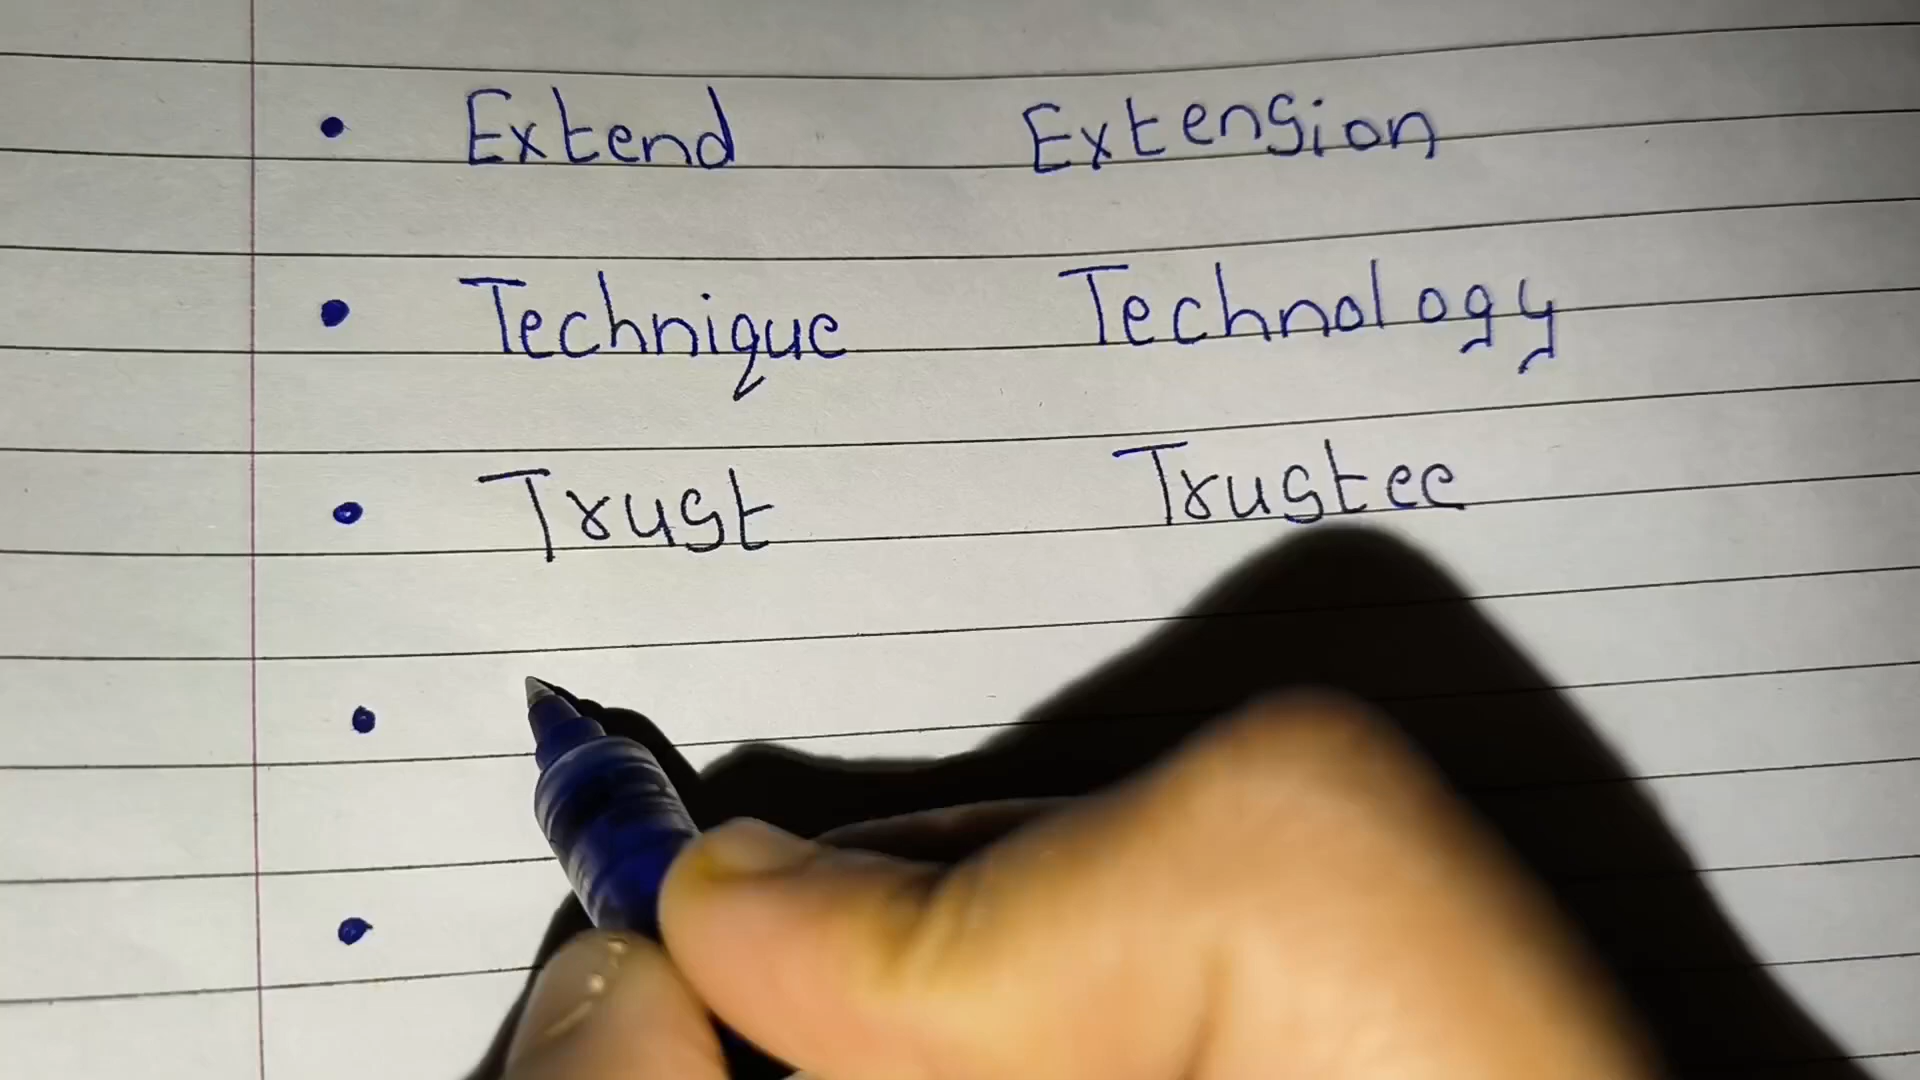 • Extend Extension
• Technique Technology
• Trust Trustee
•
•